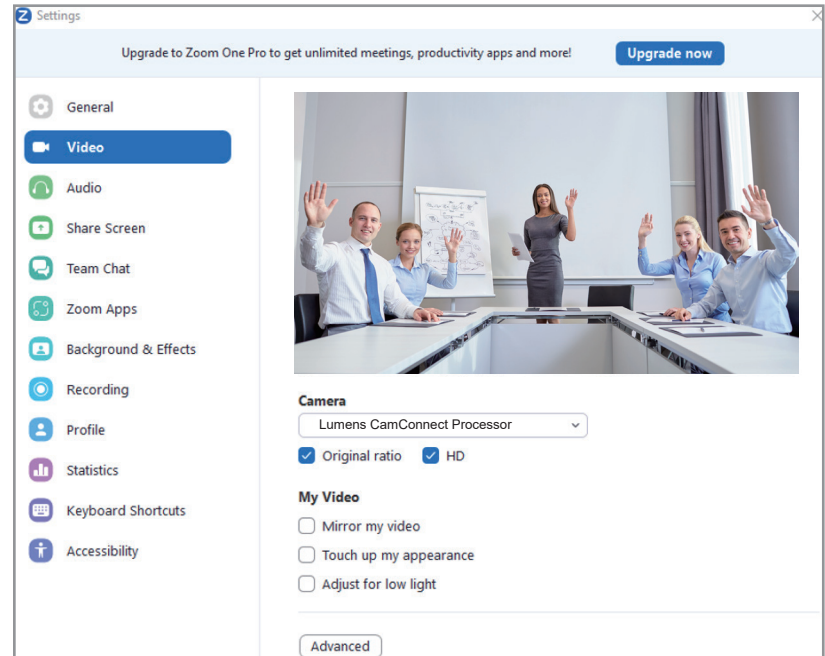 Settings
Upgrade to Zoom One Pro to get unlimited meetings, productivity apps and more! Upgrade now
General
Video
Audio
Share Screen
Team Chat
Zoom Apps
Background & Effects
Recording
Profile
Statistics
Keyboard Shortcuts
Accessibility
Camera
Lumens CamConnect Processor
Original ratio HD
My Video
Mirror my video
Touch up my appearance
Adjust for low light
Advanced